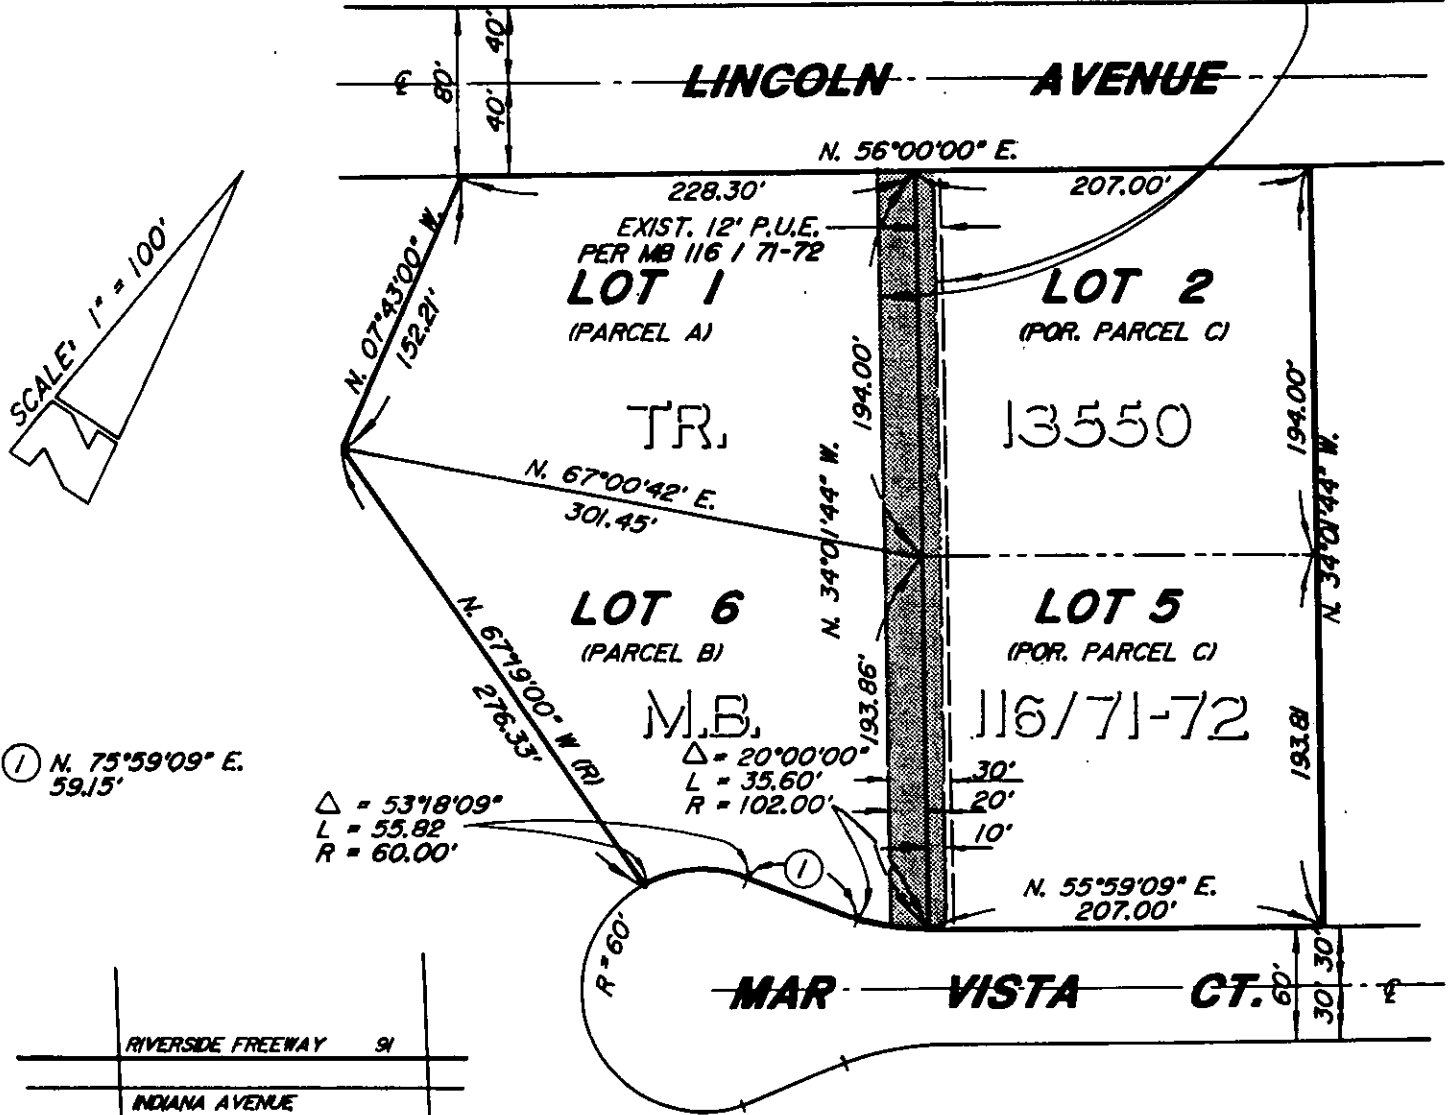 40'
80'
40'
℄
LINCOLN AVENUE
N. 56°00'00" E.
228.30'
207.00'
EXIST. 12' P.U.E.
PER MB 116 / 71-72
LOT 1
(PARCEL A)
LOT 2
(POR. PARCEL C)
SCALE: 1" = 100'
N. 07°43'00" W.
152.21'
194.00'
194.00'
TR. 13550
N. 67°00'42' E.
301.45'
N. 34°01'44" W.
N. 34°01'44" W.
LOT 6
(PARCEL B)
LOT 5
(POR. PARCEL C)
N. 67°19'00" W (R)
276.33'
193.86'
193.81
M.B. 116/71-72
1 N. 75°59'09" E.
59.15'
Δ = 20°00'00"
L = 35.60'
R = 102.00'
30'
20'
10'
Δ = 53°18'09"
L = 55.82
R = 60.00'
1
N. 55°59'09" E.
207.00'
R = 60'
MAR VISTA CT.
60'
30'
30'
℄
RIVERSIDE FREEWAY 91
INDIANA AVENUE